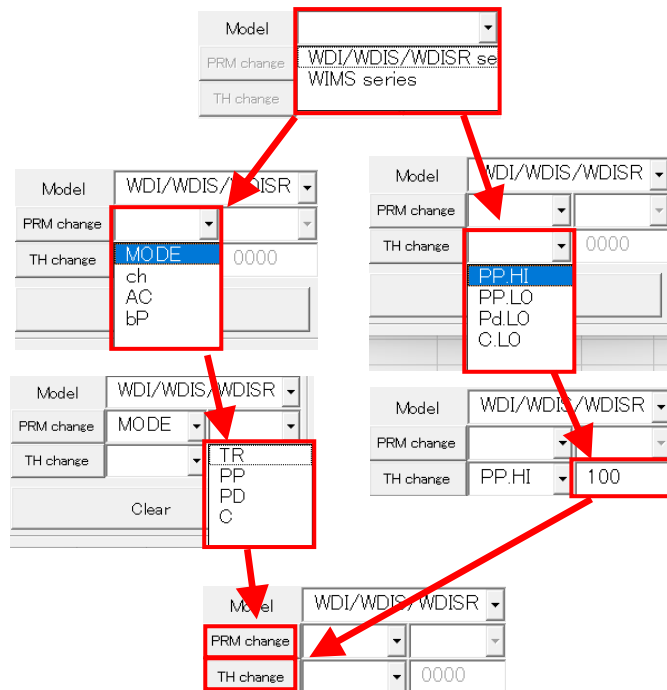 Model
WDI/WDIS/WDISR se
PRM change
WIMS series
TH change
Model WDI/WDIS/WDISR
PRM change
TH change 0000
MODE
ch
AC
bP
Model WDI/WDIS/WDISR
PRM change
TH change 0000
PP.HI
PP.LO
Pd.LO
C.LO
Model WDI/WDIS/WDISR
PRM change MODE
TH change
TR
PP
PD
C
Clear
Model WDI/WDIS/WDISR
PRM change
TH change PP.HI 100
Model WDI/WDIS/WDISR
PRM change
TH change 0000